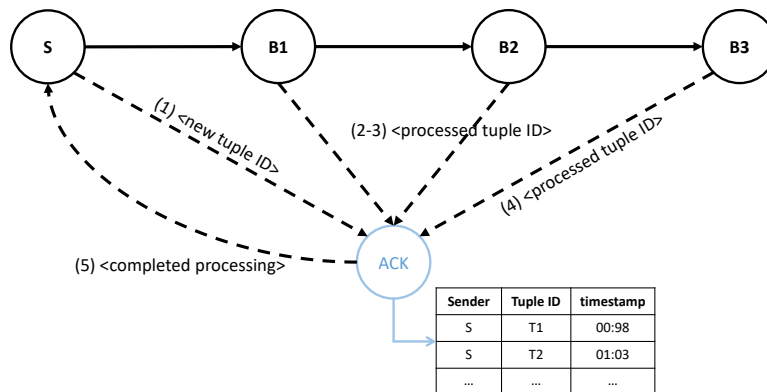 S B1 B2 B3
(1) <new tuple ID>
(2-3) <processed tuple ID>
(4) <processed tuple ID>
(5) <completed processing>
ACK
Sender Tuple ID timestamp
S T1 00:98
S T2 01:03
... ... ...